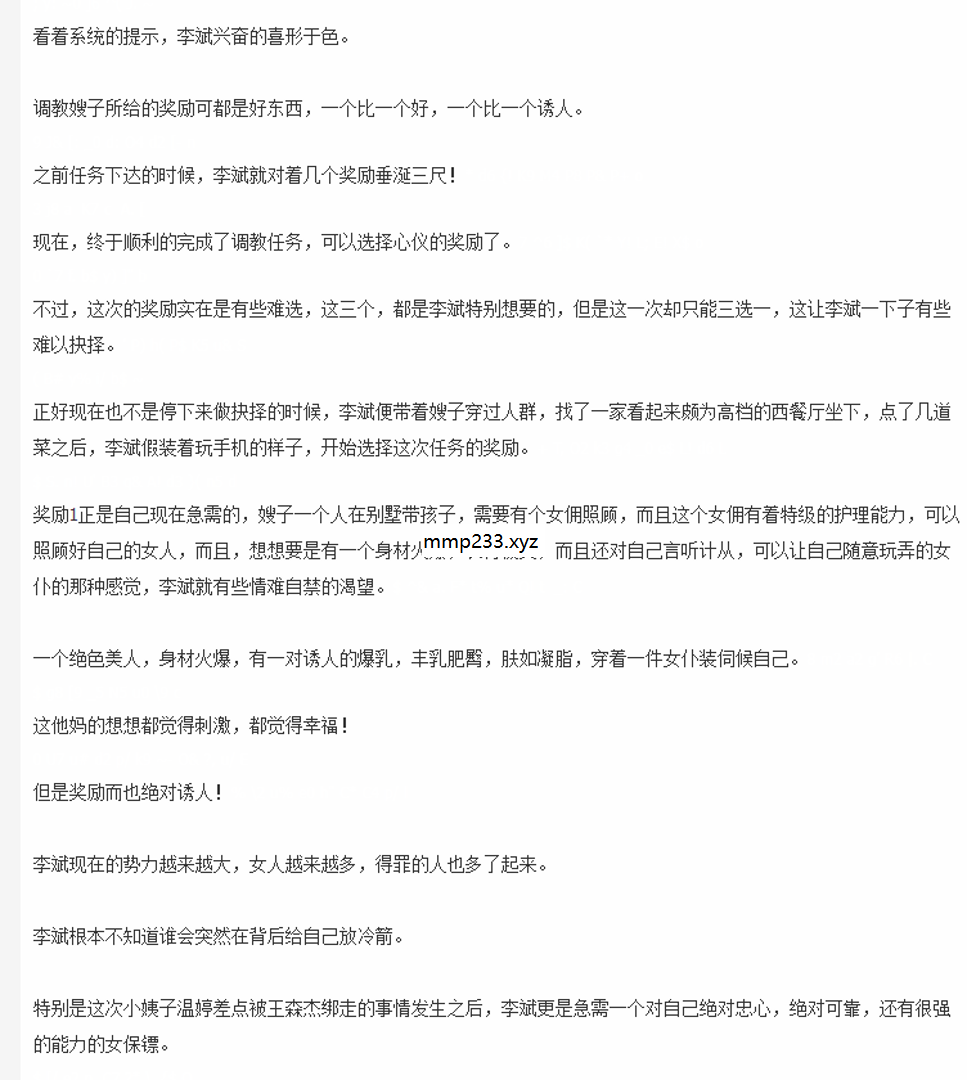 看着系统的提示，李斌兴奋的喜形于色。
调教嫂子所给的奖励可都是好东西，一个比一个好，一个比一个诱人。
之前任务下达的时候，李斌就对着几个奖励垂涎三尺！
现在，终于顺利的完成了调教任务，可以选择心仪的奖励了。
不过，这次的奖励实在是有些难选，这三个，都是李斌特别想要的，但是这一次却只能三选一，这让李斌一下子有些
难以抉择。
正好现在也不是停下来做抉择的时候，李斌便带着嫂子穿过人群，找了一家看起来颇为高档的西餐厅坐下，点了几道
菜之后，李斌假装着玩手机的样子，开始选择这次任务的奖励。
奖励1正是自己现在急需的，嫂子一个人在别墅带孩子，需要有个女佣照顾，而且这个女佣有着特级的护理能力，可以
照顾好自己的女人，而且，想想要是有一个身材 mmp233.xyz 而且还对自己言听计从，可以让自己随意玩弄的女
仆的那种感觉，李斌就有些情难自禁的渴望。
一个绝色美人，身材火爆，有一对诱人的爆乳，丰乳肥臀，肤如凝脂，穿着一件女仆装伺候自己。
这他妈的想想都觉得刺激，都觉得幸福！
但是奖励而也绝对诱人！
李斌现在的势力越来越大，女人越来越多，得罪的人也多了起来。
李斌根本不知道谁会突然在背后给自己放冷箭。
特别是这次小姨子温婷差点被王森杰绑走的事情发生之后，李斌更是急需一个对自己绝对忠心，绝对可靠，还有很强
的能力的女保镖。